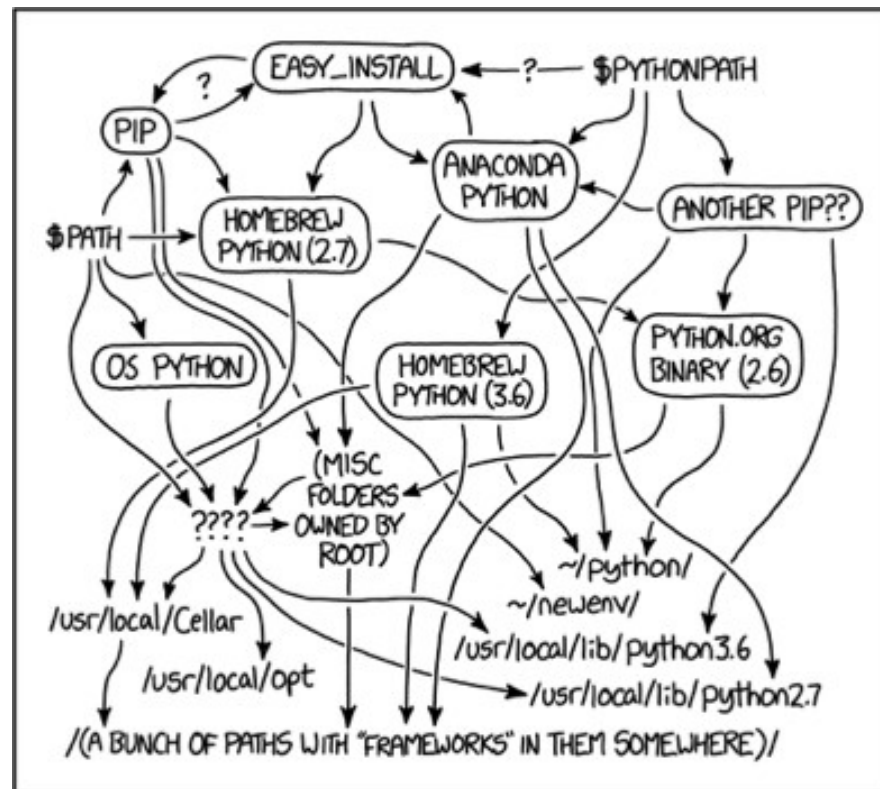 EASY_INSTALL
?
$PYTHONPATH
?
PIP
ANACONDA
PYTHON
ANOTHER PIP??
HOMEBREW
PYTHON (2.7)
$PATH
PYTHON.ORG
BINARY (2.6)
OS PYTHON
HOMEBREW
PYTHON (3.6)
(MISC
FOLDERS
OWNED BY
ROOT)
????
~/python/
~/newenv/
/usr/local/Cellar
/usr/local/lib/python3.6
/usr/local/opt
/usr/local/lib/python2.7
/(A BUNCH OF PATHS WITH "FRAMEWORKS" IN THEM SOMEWHERE)/